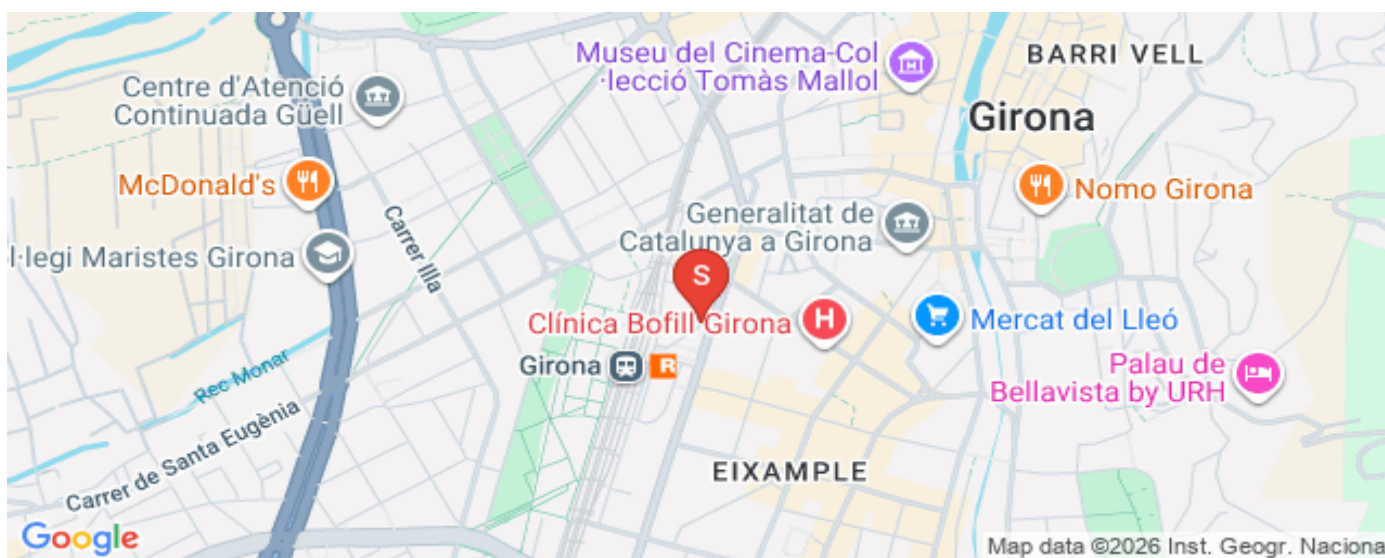 Museu del Cinema-Col
·lecció Tomàs Mallol
BARRI VELL
Centre d'Atenció
Continuada Güell
Girona
McDonald's
Nomo Girona
Carrer Illa
Generalitat de
Catalunya a Girona
l·legi Maristes Girona
S
Clínica Bofill Girona
H
Mercat del Lleó
Girona
R
Rec Monar
Palau de
Bellavista by URH
Carrer de Santa Eugènia
EIXAMPLE
Google
Map data ©2026 Inst. Geogr. Naciona